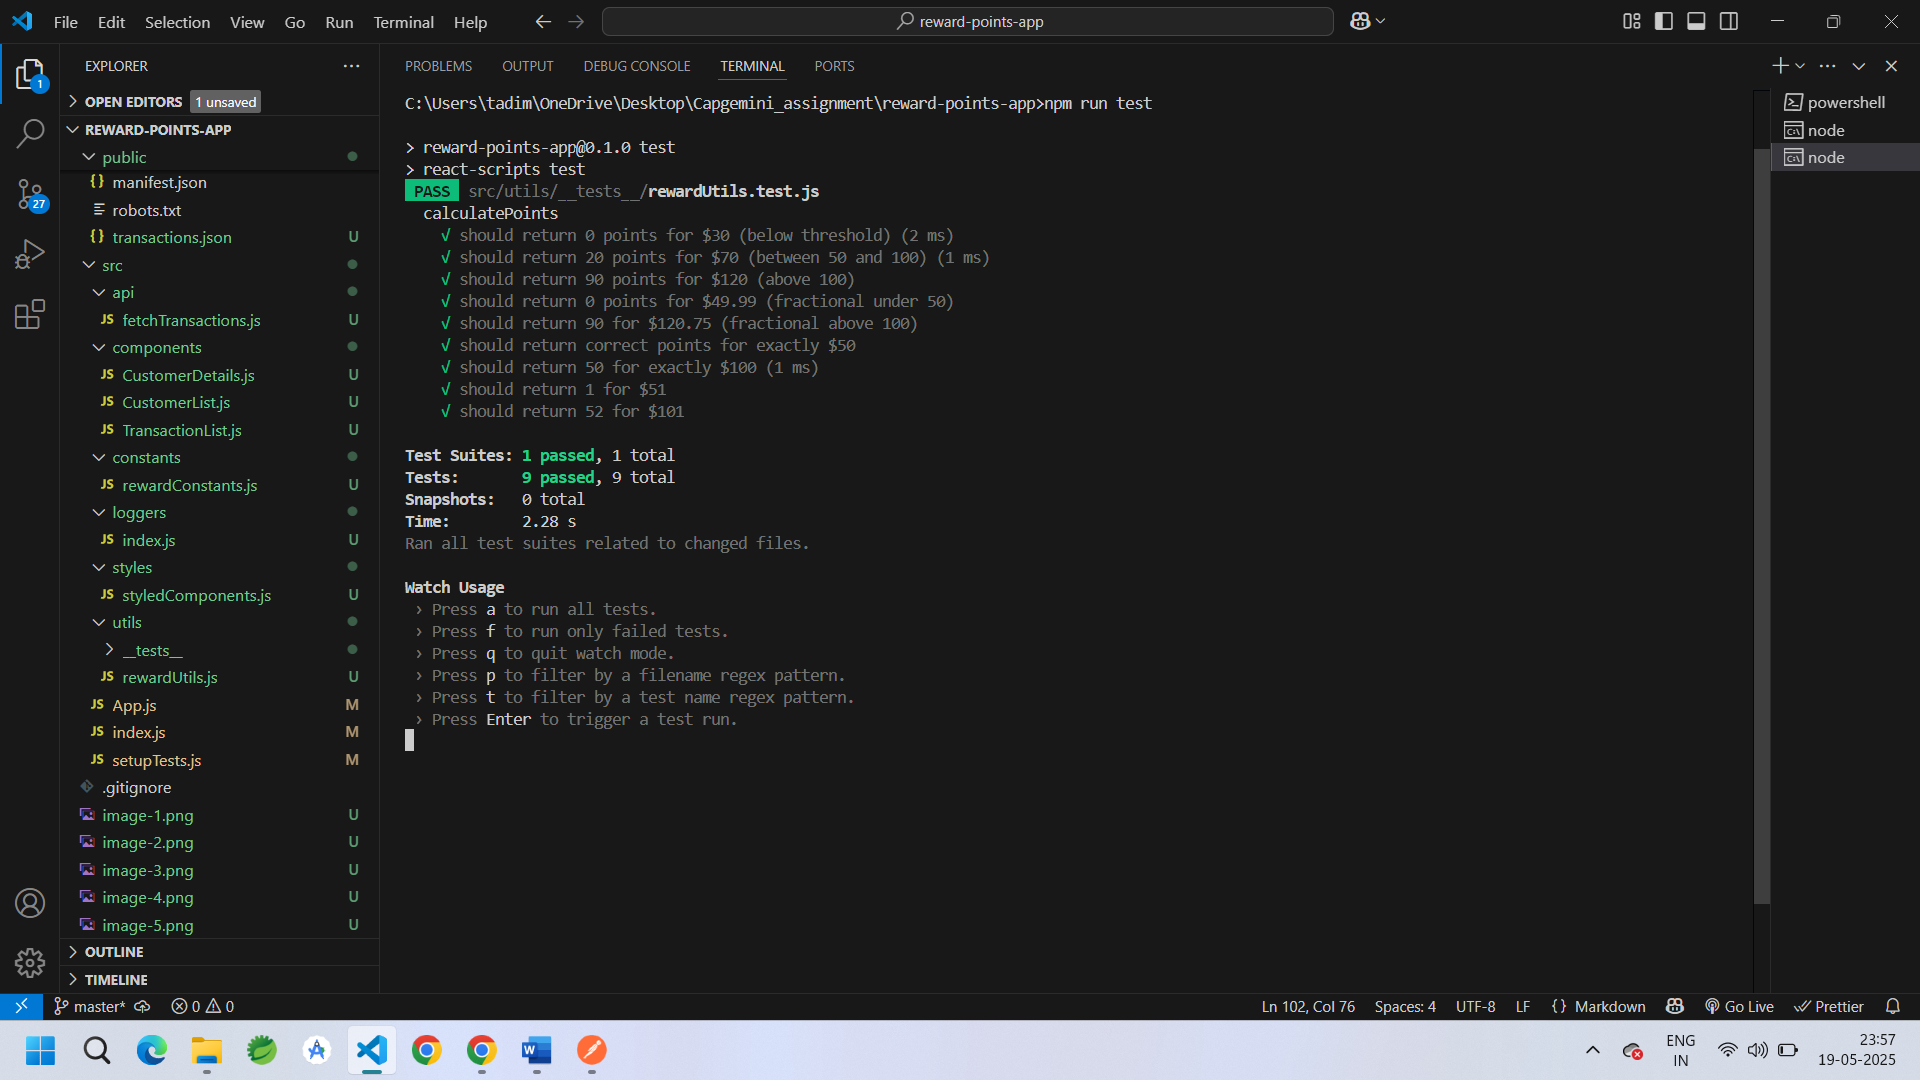 File Edit Selection View Go Run Terminal Help
reward-points-app
EXPLORER
OPEN EDITORS 1 unsaved
REWARD-POINTS-APP
public
manifest.json
robots.txt
transactions.json U
src
api
JS fetchTransactions.js U
components
JS CustomerDetails.js U
JS CustomerList.js U
JS TransactionList.js U
constants
JS rewardConstants.js U
loggers
JS index.js U
styles
JS styledComponents.js U
utils
__tests__
JS rewardUtils.js U
JS App.js M
JS index.js M
JS setupTests.js M
.gitignore
image-1.png U
image-2.png U
image-3.png U
image-4.png U
image-5.png U
OUTLINE
TIMELINE
1
27
PROBLEMS OUTPUT DEBUG CONSOLE TERMINAL PORTS
C:\Users\tadim\OneDrive\Desktop\Capgemini_assignment\reward-points-app>npm run test
> reward-points-app@0.1.0 test
> react-scripts test
PASS src/utils/__tests__/rewardUtils.test.js
calculatePoints
√ should return 0 points for $30 (below threshold) (2 ms)
√ should return 20 points for $70 (between 50 and 100) (1 ms)
√ should return 90 points for $120 (above 100)
√ should return 0 points for $49.99 (fractional under 50)
√ should return 90 for $120.75 (fractional above 100)
√ should return correct points for exactly $50
√ should return 50 for exactly $100 (1 ms)
√ should return 1 for $51
√ should return 52 for $101
Test Suites: 1 passed, 1 total
Tests: 9 passed, 9 total
Snapshots: 0 total
Time: 2.28 s
Ran all test suites related to changed files.
Watch Usage
› Press a to run all tests.
› Press f to run only failed tests.
› Press q to quit watch mode.
› Press p to filter by a filename regex pattern.
› Press t to filter by a test name regex pattern.
› Press Enter to trigger a test run.
powershell
node
node
master* 0 0
Ln 102, Col 76 Spaces: 4 UTF-8 LF {} Markdown Go Live Prettier
ENG
IN
23:57
19-05-2025